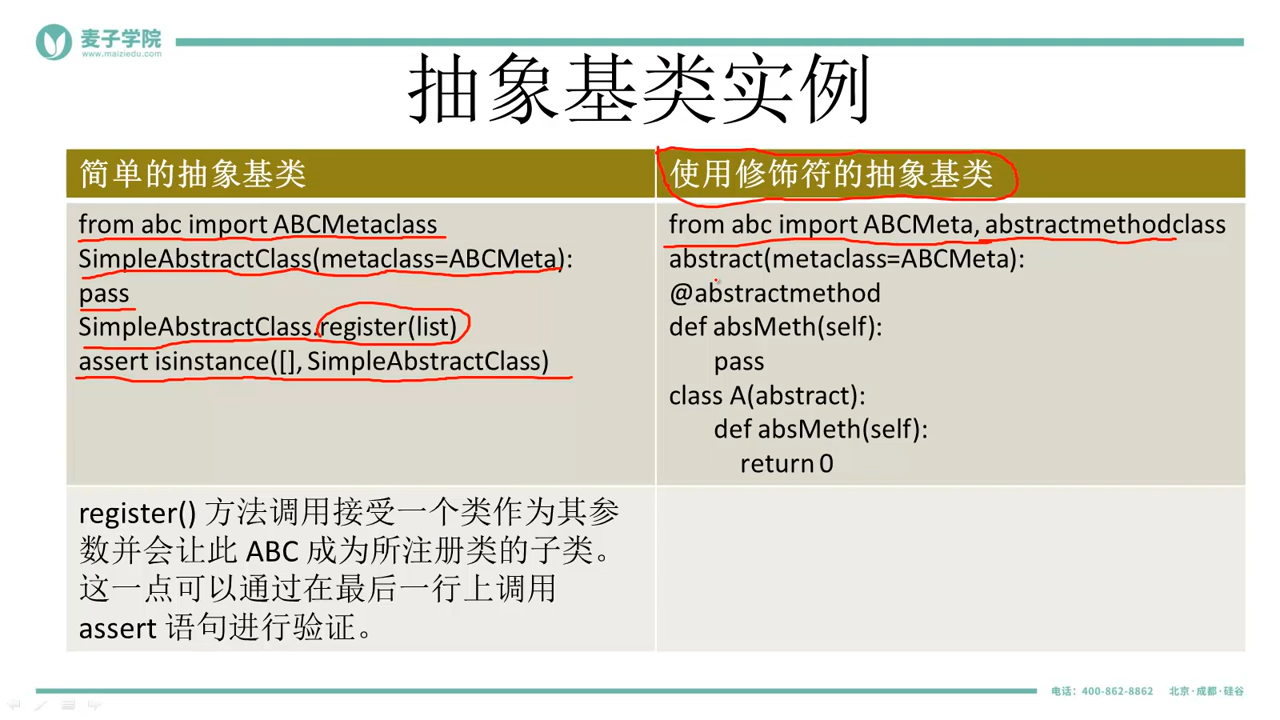 麦子学院
www.maiziedu.com
抽象基类实例
简单的抽象基类
from abc import ABCMetaclass
SimpleAbstractClass(metaclass=ABCMeta):
pass
SimpleAbstractClass.register(list)
assert isinstance([], SimpleAbstractClass)
使用修饰符的抽象基类
from abc import ABCMeta, abstractmethodclass
abstract(metaclass=ABCMeta):
@abstractmethod
def absMeth(self):
pass
class A(abstract):
def absMeth(self):
return 0
register() 方法调用接受一个类作为其参
数并会让此 ABC 成为所注册类的子类。
这一点可以通过在最后一行上调用
assert 语句进行验证。
电话：400-862-8862 北京·成都·硅谷